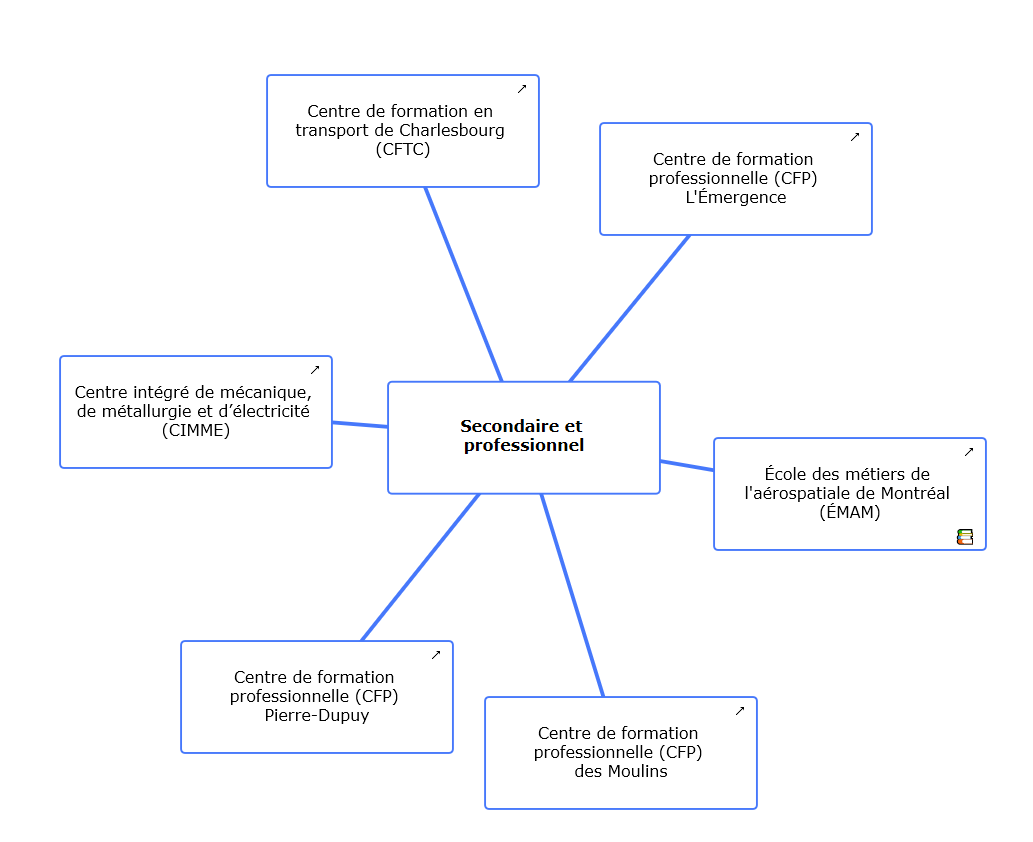 Centre de formation en
transport de Charlesbourg
(CFTC)
Centre de formation
professionnelle (CFP)
L'Émergence
Centre intégré de mécanique,
de métallurgie et d’électricité
(CIMME)
Secondaire et
professionnel
École des métiers de
l'aérospatiale de Montréal
(ÉMAM)
Centre de formation
professionnelle (CFP)
Pierre-Dupuy
Centre de formation
professionnelle (CFP)
des Moulins